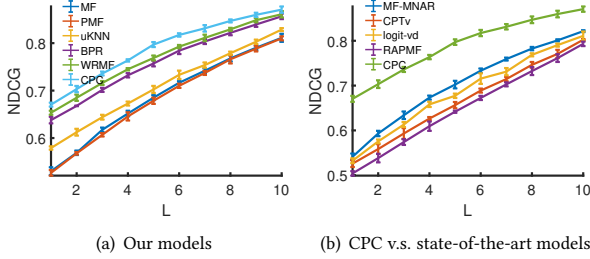 MF
PMF
uKNN
BPR
WRMF
CPC
NDCG
0.8
0.7
0.6
2 4 6 8 10
L
(a) Our models
MF-MNAR
CPTv
logit-vd
RAPMF
CPC
NDCG
0.8
0.7
0.6
0.5
2 4 6 8 10
L
(b) CPC v.s. state-of-the-art models